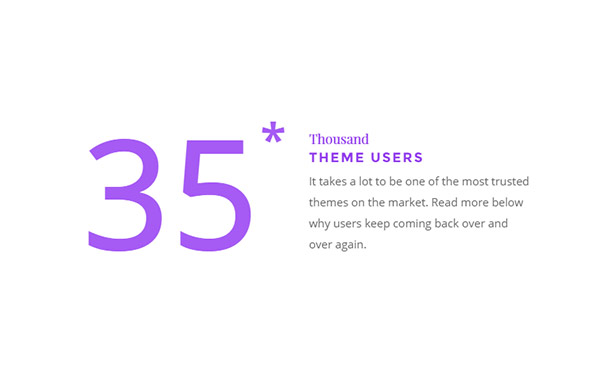 35*
Thousand
THEME USERS
It takes a lot to be one of the most trusted
themes on the market. Read more below
why users keep coming back over and
over again.